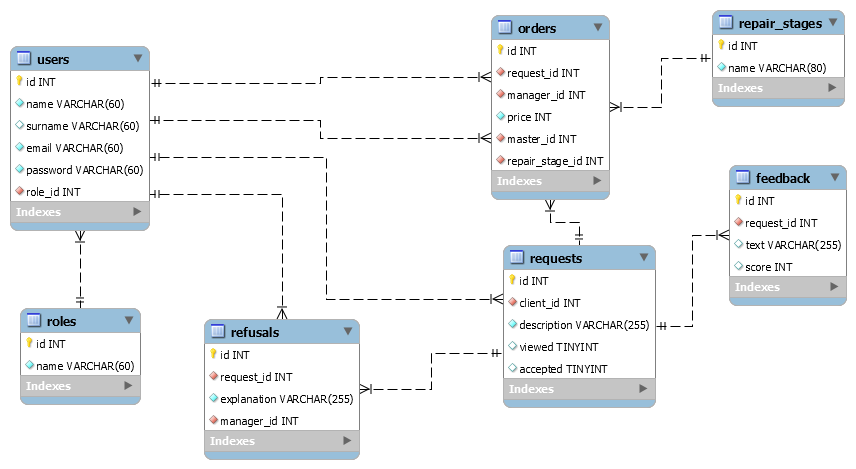 users
id INT
name VARCHAR(60)
surname VARCHAR(60)
email VARCHAR(60)
password VARCHAR(60)
role_id INT
Indexes
orders
id INT
request_id INT
manager_id INT
price INT
master_id INT
repair_stage_id INT
Indexes
repair_stages
id INT
name VARCHAR(80)
Indexes
feedback
id INT
request_id INT
text VARCHAR(255)
score INT
Indexes
requests
id INT
client_id INT
description VARCHAR(255)
viewed TINYINT
accepted TINYINT
Indexes
roles
id INT
name VARCHAR(60)
Indexes
refusals
id INT
request_id INT
explanation VARCHAR(255)
manager_id INT
Indexes